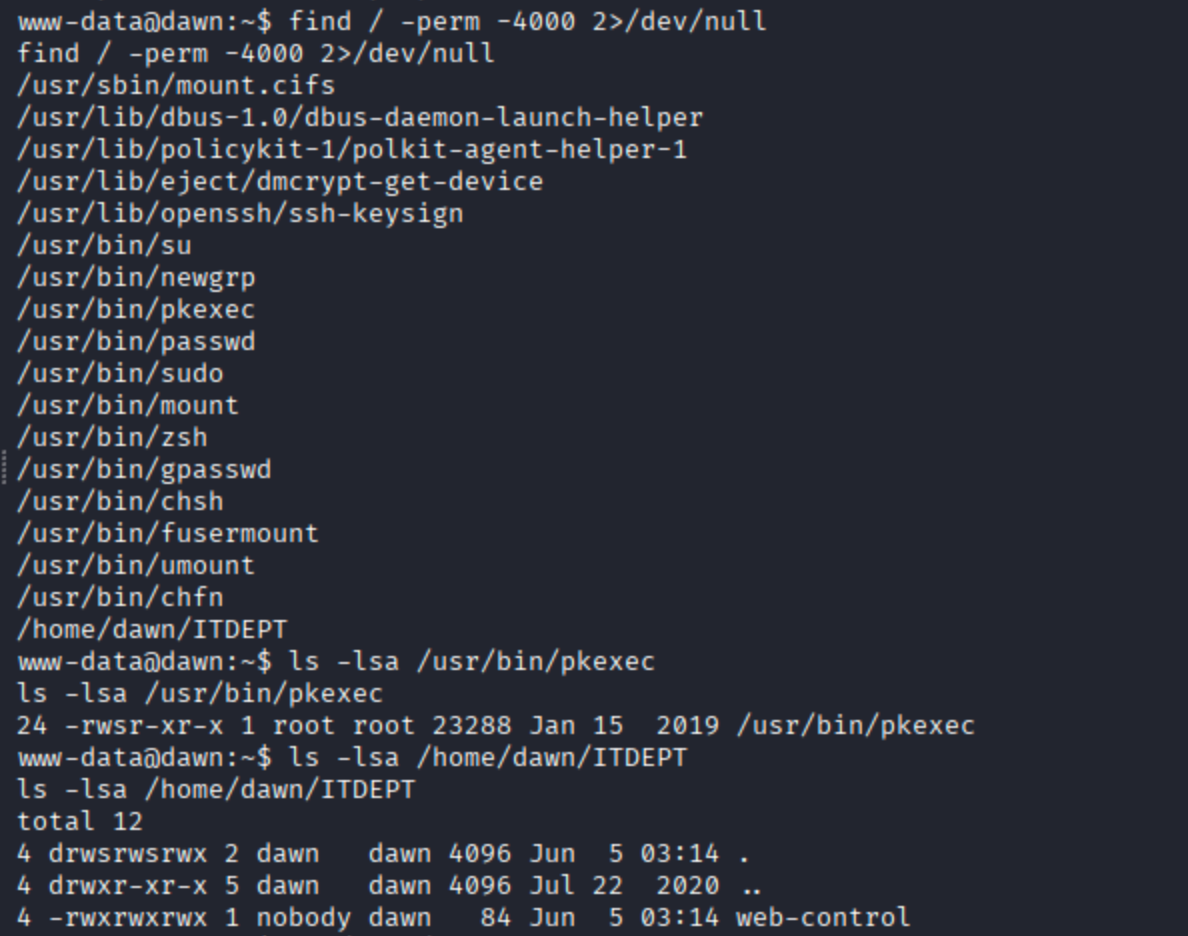 www-data@dawn:~$ find / -perm -4000 2>/dev/null
find / -perm -4000 2>/dev/null
/usr/sbin/mount.cifs
/usr/lib/dbus-1.0/dbus-daemon-launch-helper
/usr/lib/policykit-1/polkit-agent-helper-1
/usr/lib/eject/dmcrypt-get-device
/usr/lib/openssh/ssh-keysign
/usr/bin/su
/usr/bin/newgrp
/usr/bin/pkexec
/usr/bin/passwd
/usr/bin/sudo
/usr/bin/mount
/usr/bin/zsh
/usr/bin/gpasswd
/usr/bin/chsh
/usr/bin/fusermount
/usr/bin/umount
/usr/bin/chfn
/home/dawn/ITDEPT
www-data@dawn:~$ ls -lsa /usr/bin/pkexec
ls -lsa /usr/bin/pkexec
24 -rwsr-xr-x 1 root root 23288 Jan 15  2019 /usr/bin/pkexec
www-data@dawn:~$ ls -lsa /home/dawn/ITDEPT
ls -lsa /home/dawn/ITDEPT
total 12
4 drwsrwsrwx 2 dawn   dawn 4096 Jun  5 03:14 .
4 drwxr-xr-x 5 dawn   dawn 4096 Jul 22  2020 ..
4 -rwxrwxrwx 1 nobody dawn   84 Jun  5 03:14 web-control